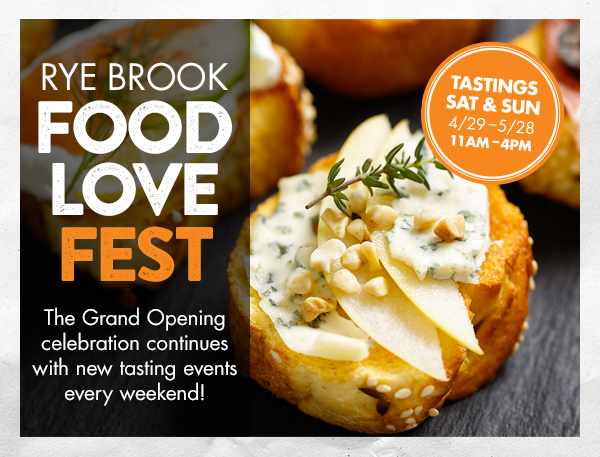 RYE BROOK
FOOD
LOVE
FEST
The Grand Opening
celebration continues
with new tasting events
every weekend!
TASTINGS
SAT & SUN
4/29–5/28
11AM–4PM